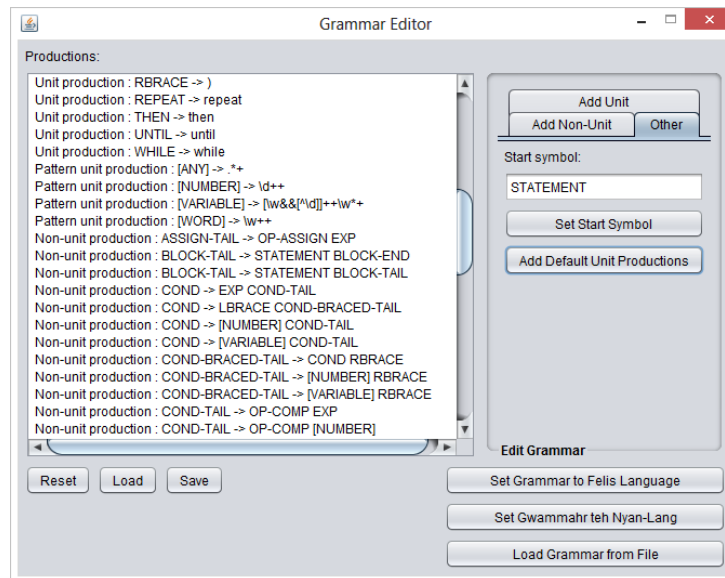 Grammar Editor
Productions:
Unit production : RBRACE -> )
Unit production : REPEAT -> repeat
Unit production : THEN -> then
Unit production : UNTIL -> until
Unit production : WHILE -> while
Pattern unit production : [ANY] -> .*+
Pattern unit production : [NUMBER] -> \d++
Pattern unit production : [VARIABLE] -> [\w&&[^\d]]++\w*+
Pattern unit production : [WORD] -> \w++
Non-unit production : ASSIGN-TAIL -> OP-ASSIGN EXP
Non-unit production : BLOCK-TAIL -> STATEMENT BLOCK-END
Non-unit production : BLOCK-TAIL -> STATEMENT BLOCK-TAIL
Non-unit production : COND -> EXP COND-TAIL
Non-unit production : COND -> LBRACE COND-BRACED-TAIL
Non-unit production : COND -> [NUMBER] COND-TAIL
Non-unit production : COND -> [VARIABLE] COND-TAIL
Non-unit production : COND-BRACED-TAIL -> COND RBRACE
Non-unit production : COND-BRACED-TAIL -> [NUMBER] RBRACE
Non-unit production : COND-BRACED-TAIL -> [VARIABLE] RBRACE
Non-unit production : COND-TAIL -> OP-COMP EXP
Non-unit production : COND-TAIL -> OP-COMP [NUMBER]
Add Unit
Add Non-Unit Other
Start symbol:
STATEMENT
Set Start Symbol
Add Default Unit Productions
Edit Grammar
Reset Load Save
Set Grammar to Felis Language
Set Gwammahr teh Nyan-Lang
Load Grammar from File